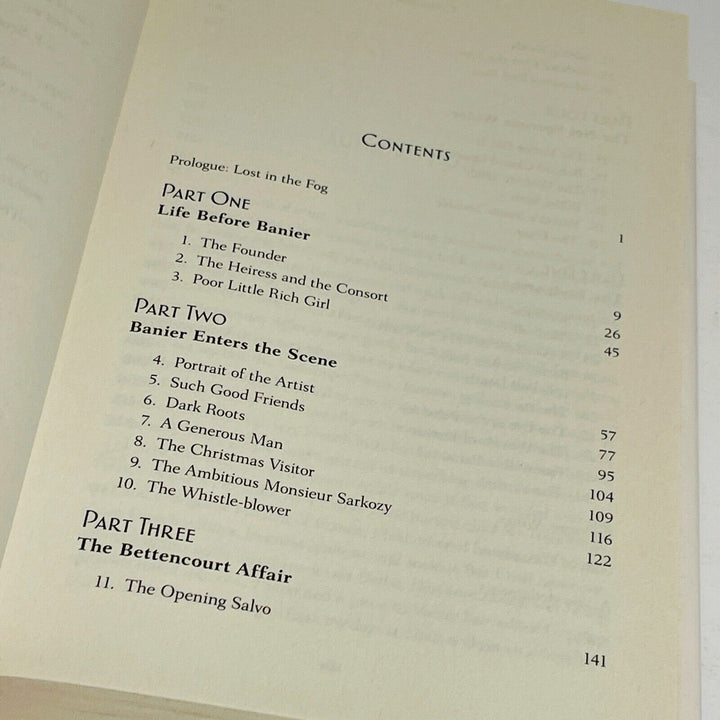 CONTENTS
Prologue: Lost in the Fog 1
PART ONE
Life Before Banier
1. The Founder 9
2. The Heiress and the Consort 26
3. Poor Little Rich Girl 45
PART TWO
Banier Enters the Scene
4. Portrait of the Artist 57
5. Such Good Friends 77
6. Dark Roots 95
7. A Generous Man 104
8. The Christmas Visitor 109
9. The Ambitious Monsieur Sarkozy 116
10. The Whistle-blower 122
PART THREE
The Bettencourt Affair
11. The Opening Salvo 141